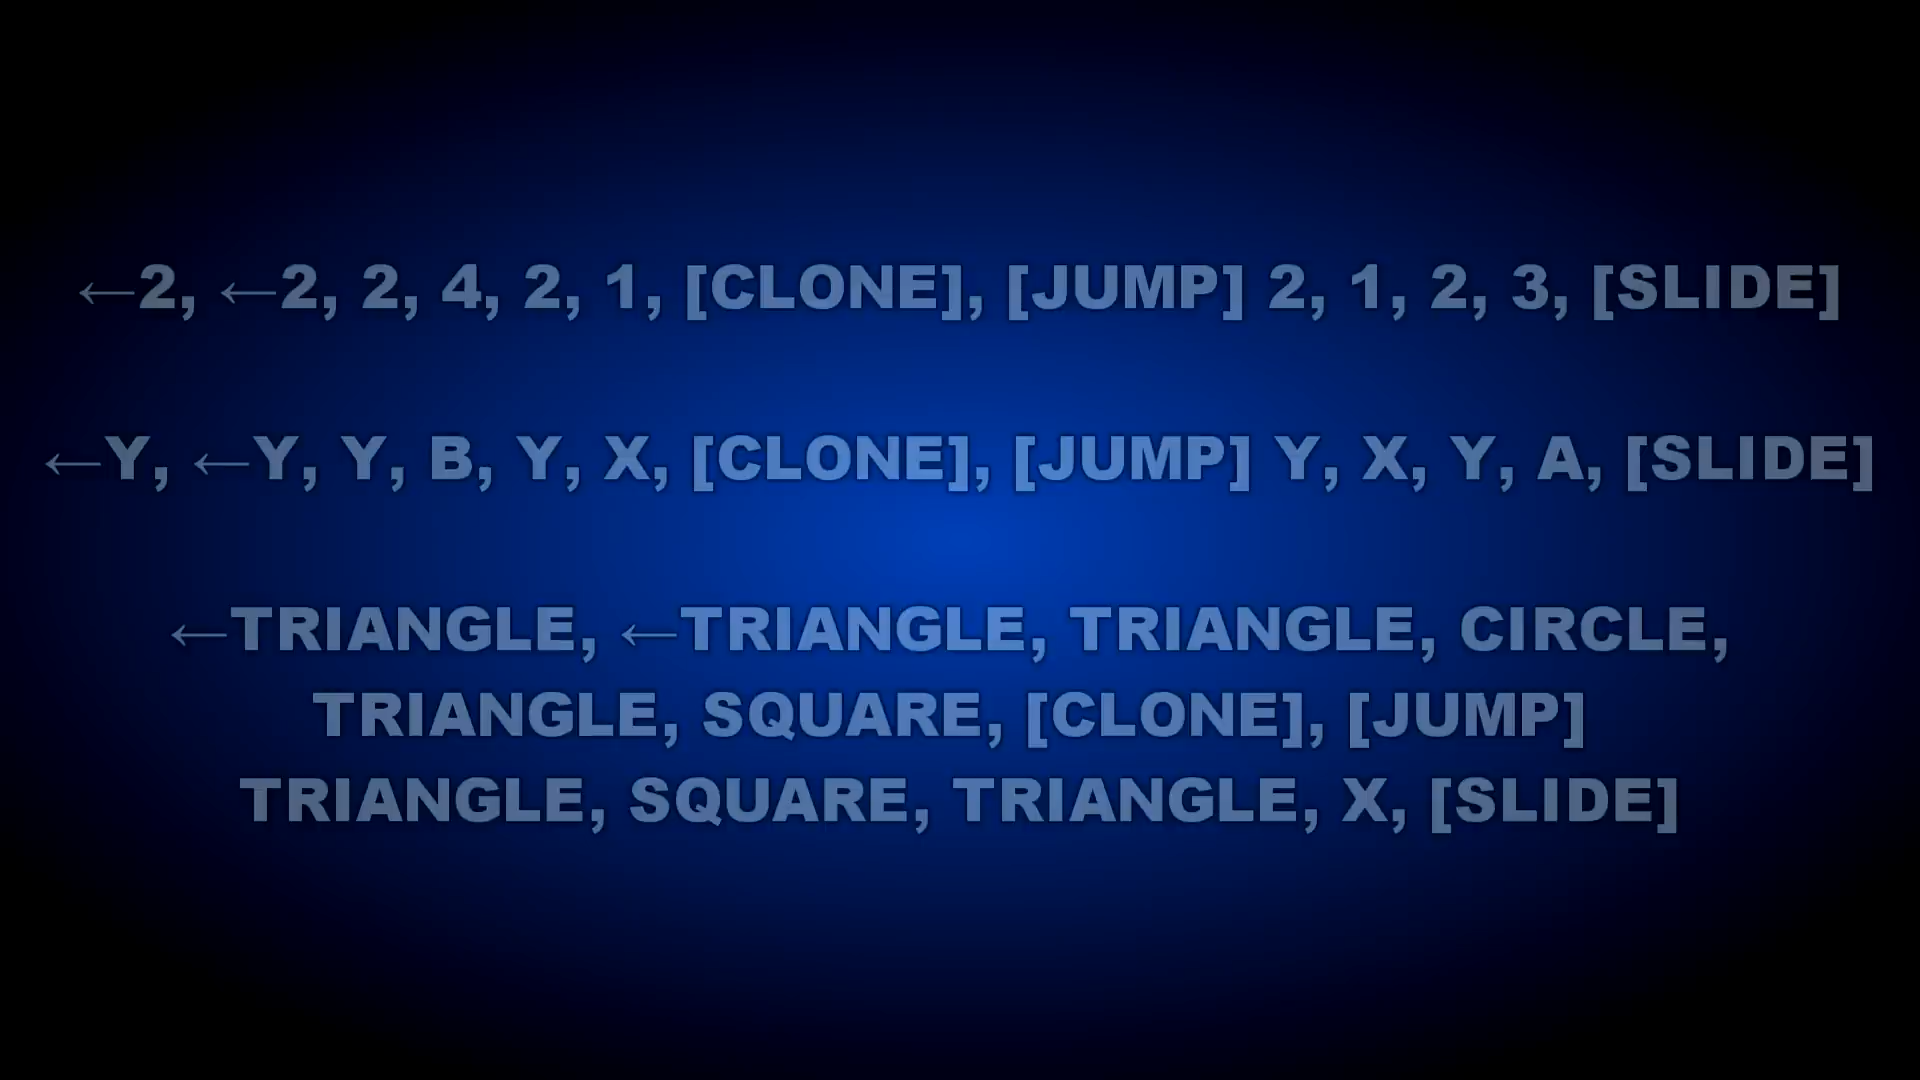 ←2, ←2, 2, 4, 2, 1, [CLONE], [JUMP] 2, 1, 2, 3, [SLIDE]
←Y, ←Y, Y, B, Y, X, [CLONE], [JUMP] Y, X, Y, A, [SLIDE]
←TRIANGLE, ←TRIANGLE, TRIANGLE, CIRCLE,
TRIANGLE, SQUARE, [CLONE], [JUMP]
TRIANGLE, SQUARE, TRIANGLE, X, [SLIDE]